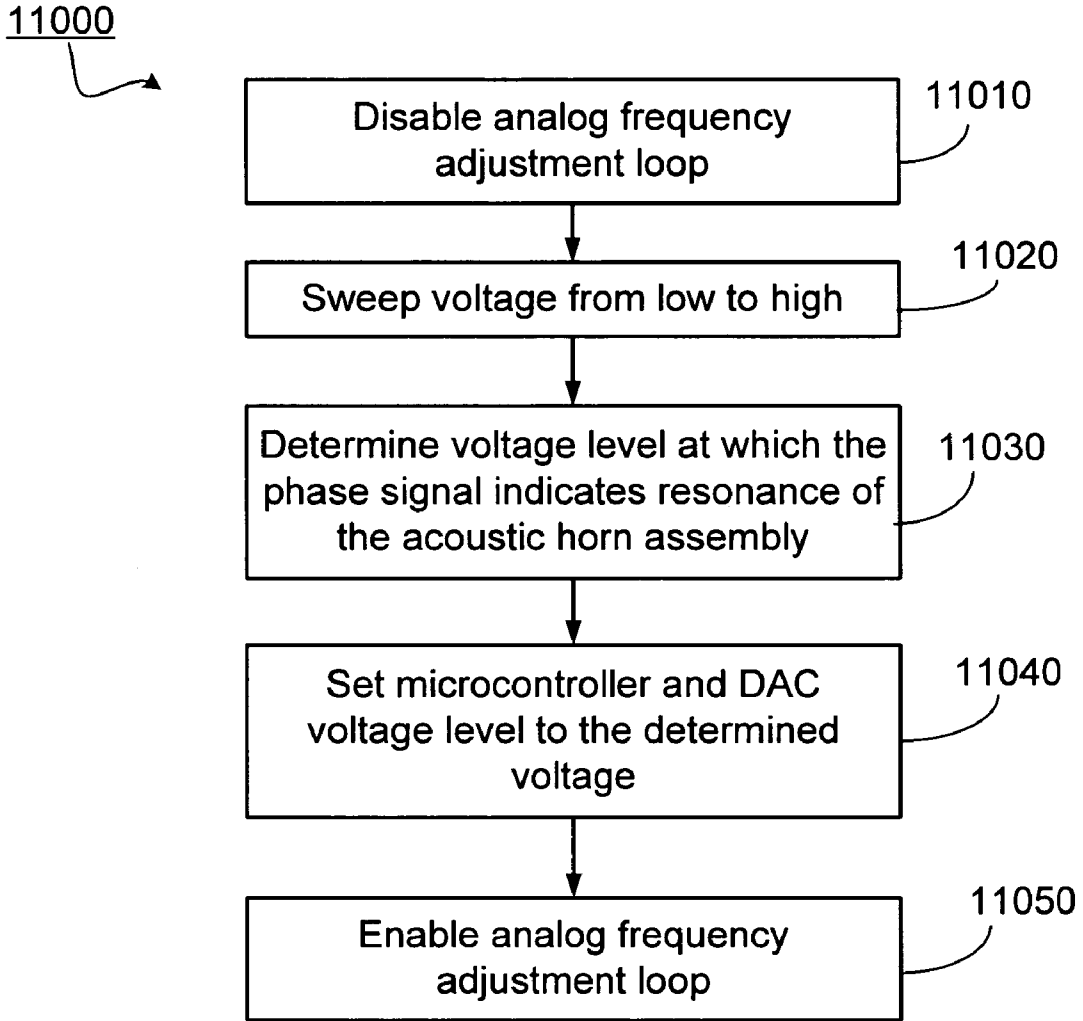 11000
Disable analog frequency
adjustment loop
11010
Sweep voltage from low to high
11020
Determine voltage level at which the
phase signal indicates resonance of
the acoustic horn assembly
11030
Set microcontroller and DAC
voltage level to the determined
voltage
11040
Enable analog frequency
adjustment loop
11050